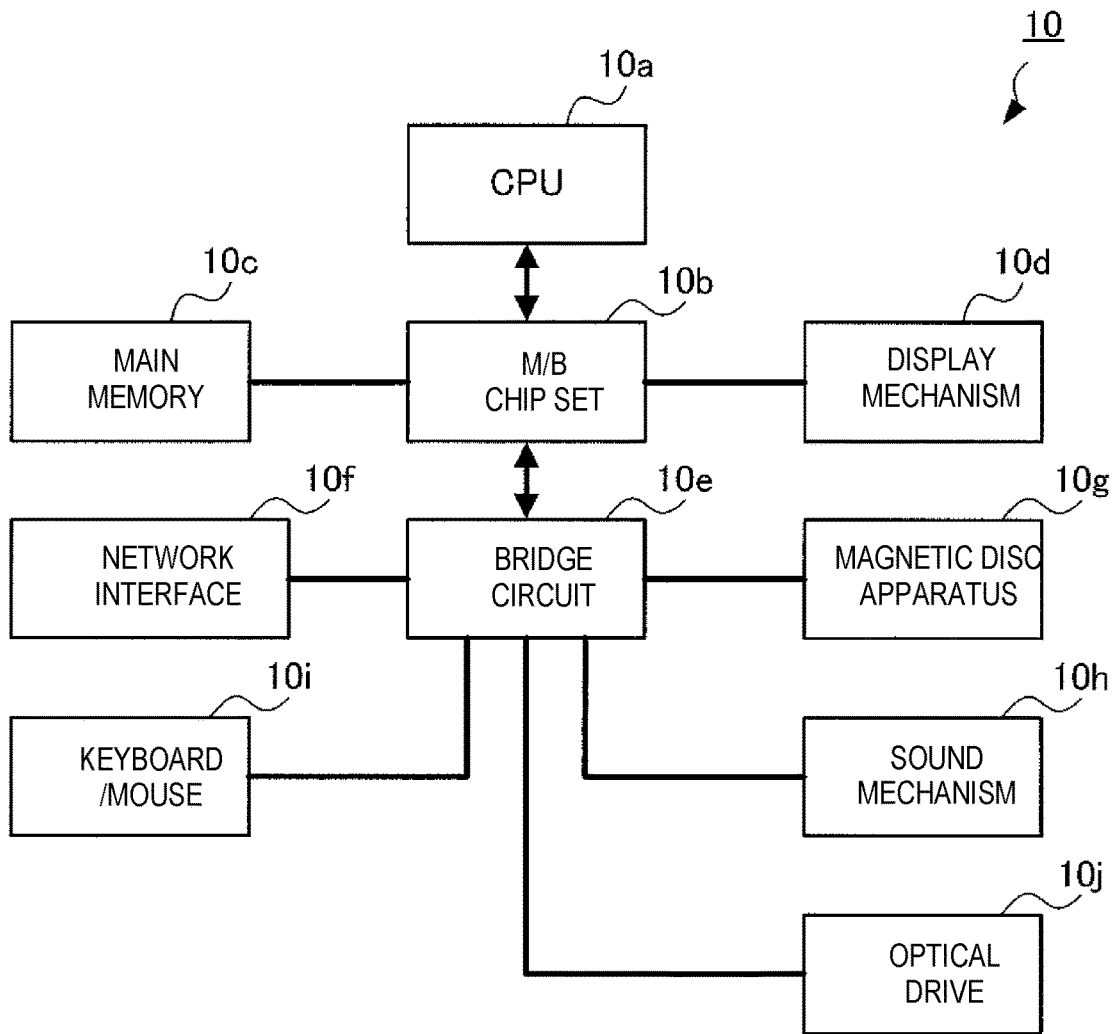 10
10a
CPU
10c
10b
10d
MAIN
MEMORY
M/B
CHIP SET
DISPLAY
MECHANISM
10f
10e
10g
NETWORK
INTERFACE
BRIDGE
CIRCUIT
MAGNETIC DISC
APPARATUS
10i
10h
KEYBOARD
/MOUSE
SOUND
MECHANISM
10j
OPTICAL
DRIVE